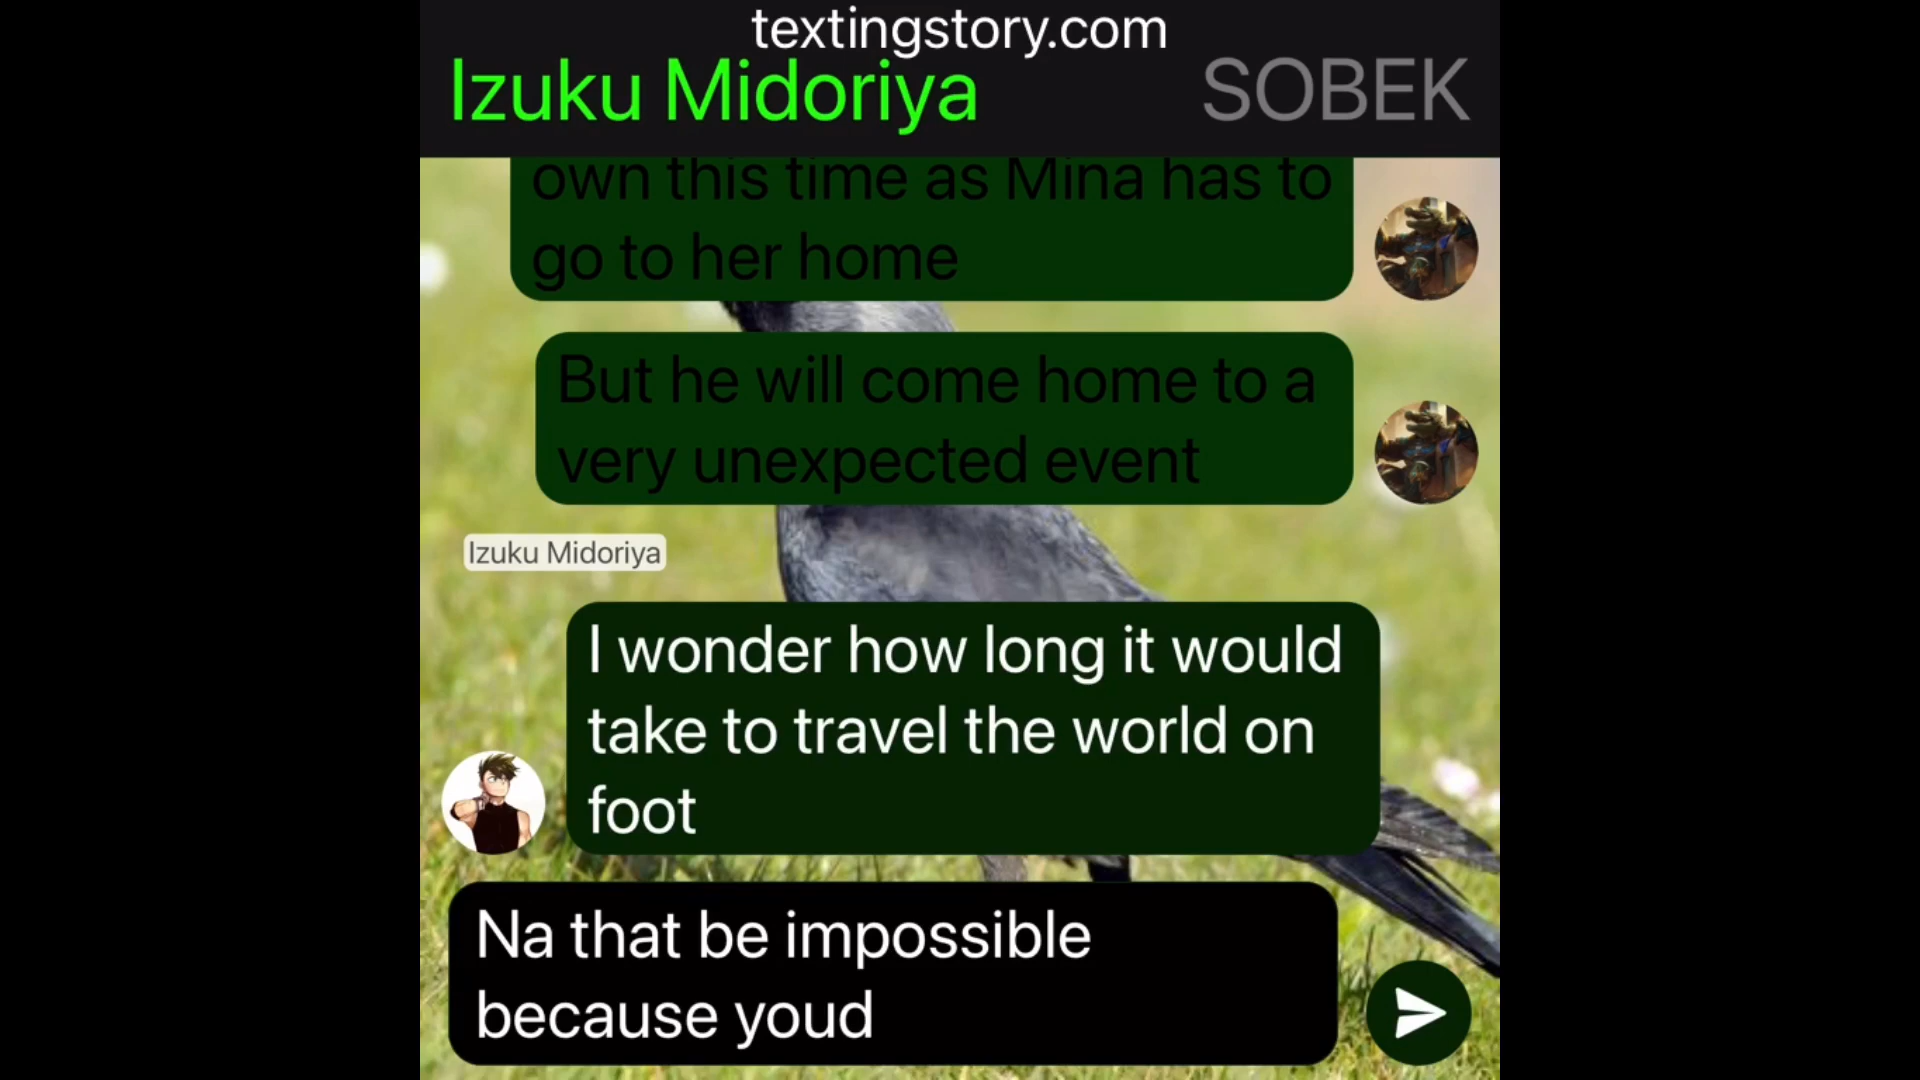 textingstory.com
Izuku Midoriya SOBEK
own this time as Mina has to
go to her home
But he will come home to a
very unexpected event
Izuku Midoriya
I wonder how long it would
take to travel the world on
foot
Na that be impossible
because youd